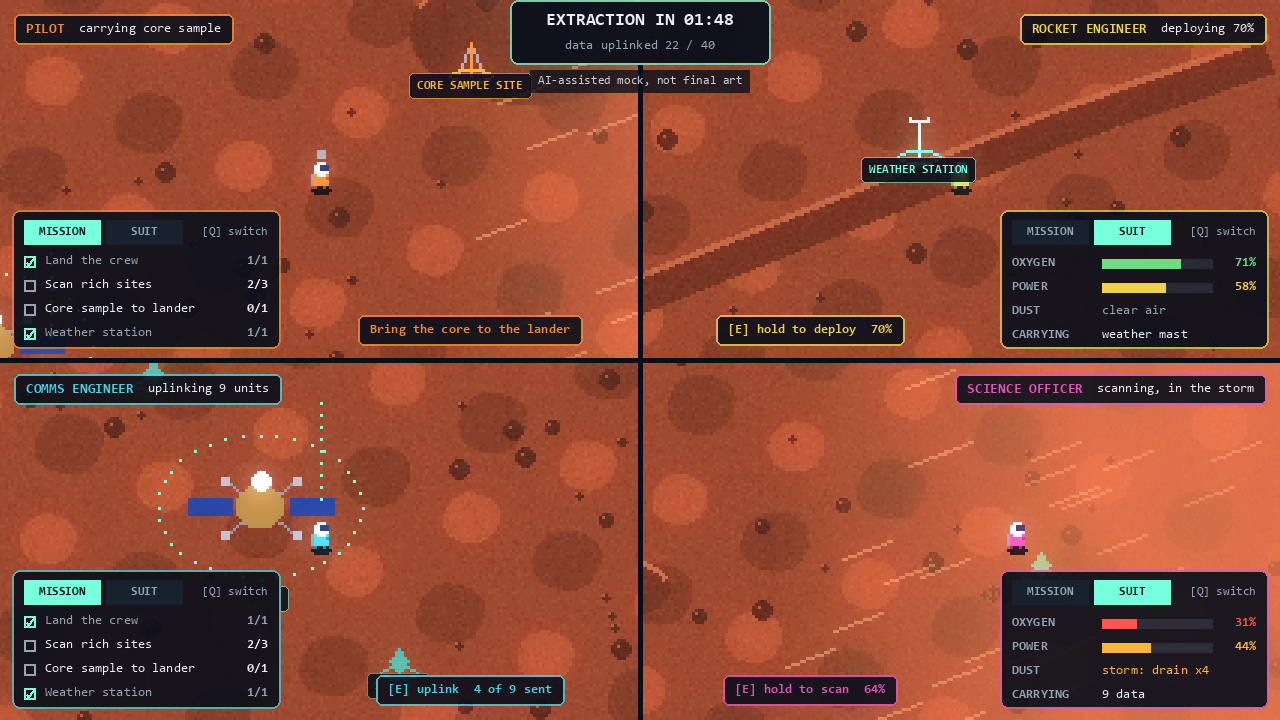 PILOT carrying core sample
EXTRACTION IN 01:48
data uplinked 22 / 40
ROCKET ENGINEER deploying 70%
AI-assisted mock, not final art
CORE SAMPLE SITE
WEATHER STATION
MISSION SUIT [Q] switch
Land the crew 1/1
Scan rich sites 2/3
Core sample to lander 0/1
Weather station 1/1
Bring the core to the lander
[E] hold to deploy 70%
MISSION SUIT [Q] switch
OXYGEN 71%
POWER 58%
DUST clear air
CARRYING weather mast
COMMS ENGINEER uplinking 9 units
SCIENCE OFFICER scanning, in the storm
MISSION SUIT [Q] switch
Land the crew 1/1
Scan rich sites 2/3
Core sample to lander 0/1
Weather station 1/1
[E] uplink 4 of 9 sent
[E] hold to scan 64%
MISSION SUIT [Q] switch
OXYGEN 31%
POWER 44%
DUST storm: drain x4
CARRYING 9 data